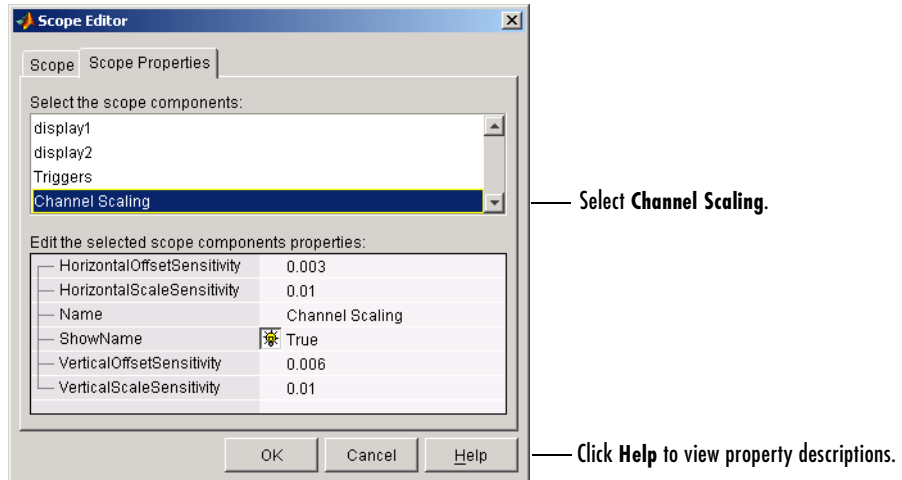 Scope Editor
Scope Scope Properties
Select the scope components:
display1
display2
Triggers
Channel Scaling
Select Channel Scaling.
Edit the selected scope components properties:
HorizontalOffsetSensitivity 0.003
HorizontalScaleSensitivity 0.01
Name Channel Scaling
ShowName True
VerticalOffsetSensitivity 0.006
VerticalScaleSensitivity 0.01
OK Cancel Help
Click Help to view property descriptions.